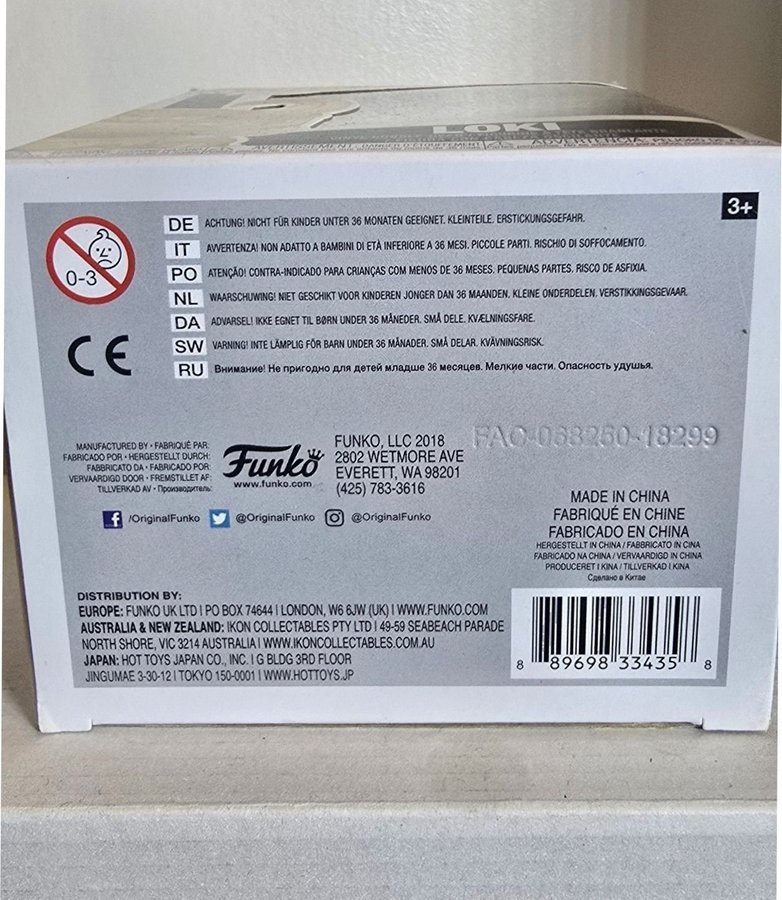 LOKI
3+
0-3
DE ACHTUNG! NICHT FÜR KINDER UNTER 36 MONATEN GEEIGNET. KLEINTEILE. ERSTICKUNGSGEFAHR.
IT AVVERTENZA! NON ADATTO A BAMBINI DI ETÀ INFERIORE A 36 MESI. PICCOLE PARTI. RISCHIO DI SOFFOCAMENTO.
PO ATENÇÃO! CONTRA-INDICADO PARA CRIANÇAS COM MENOS DE 36 MESES. PEQUENAS PARTES. RISCO DE ASFIXIA.
NL WAARSCHUWING! NIET GESCHIKT VOOR KINDEREN JONGER DAN 36 MAANDEN. KLEINE ONDERDELEN. VERSTIKKINGSGEVAAR.
DA ADVARSEL! IKKE EGNET TIL BØRN UNDER 36 MÅNEDER. SMÅ DELE. KVÆLNINGSFARE.
SW VARNING! INTE LÄMPLIG FÖR BARN UNDER 36 MÅNADER. SMÅ DELAR. KVÄVNINGSRISK.
RU Внимание! Не пригодно для детей младше 36 месяцев. Мелкие части. Опасность удушья.
CE
MANUFACTURED BY • FABRIQUÉ PAR:
FABRICADO POR • HERGESTELLT DURCH:
FABBRICATO DA • FABRICADO POR:
VERVAARDIGD DOOR • FREMSTILLET AF:
TILLVERKAD AV • Производитель:
Funko
www.funko.com
FUNKO, LLC 2018
2802 WETMORE AVE
EVERETT, WA 98201
(425) 783-3616
FAC-068260-18299
/OriginalFunko @OriginalFunko @OriginalFunko
MADE IN CHINA
FABRIQUÉ EN CHINE
FABRICADO EN CHINA
HERGESTELLT IN CHINA / FABBRICATO IN CINA
FABRICADO NA CHINA / VERVAARDIGD IN CHINA
PRODUCERET I KINA / TILLVERKAD I KINA
Сделано в Китае
DISTRIBUTION BY:
EUROPE: FUNKO UK LTD I PO BOX 74644 I LONDON, W6 6JW (UK) I WWW.FUNKO.COM
AUSTRALIA & NEW ZEALAND: IKON COLLECTABLES PTY LTD I 49-59 SEABEACH PARADE
NORTH SHORE, VIC 3214 AUSTRALIA I WWW.IKONCOLLECTABLES.COM.AU
JAPAN: HOT TOYS JAPAN CO., INC. I G BLDG 3RD FLOOR
JINGUMAE 3-30-12 I TOKYO 150-0001 I WWW.HOTTOYS.JP
8 89698 33435 8